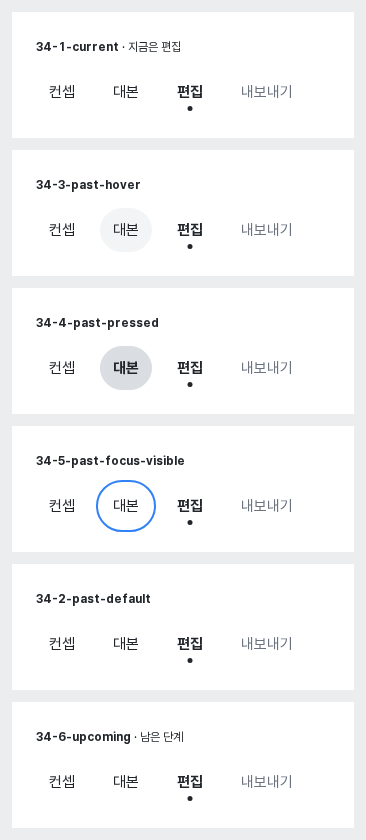 34-1-current · 지금은 편집
컨셉 대본 편집 내보내기
34-3-past-hover
컨셉 대본 편집 내보내기
34-4-past-pressed
컨셉 대본 편집 내보내기
34-5-past-focus-visible
컨셉 대본 편집 내보내기
34-2-past-default
컨셉 대본 편집 내보내기
34-6-upcoming · 남은 단계
컨셉 대본 편집 내보내기